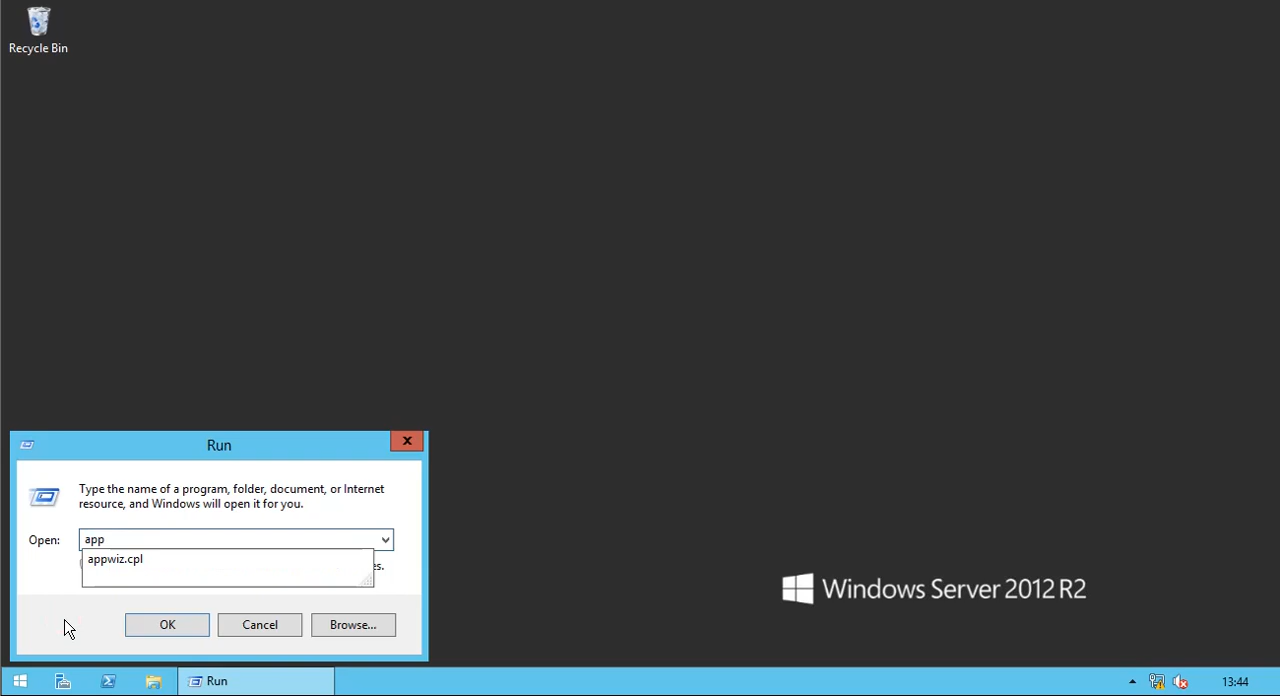 Recycle Bin
Run
x
Type the name of a program, folder, document, or Internet
resource, and Windows will open it for you.
Open: app
appwiz.cpl
es.
OK Cancel Browse...
Windows Server 2012 R2
Run
13:44